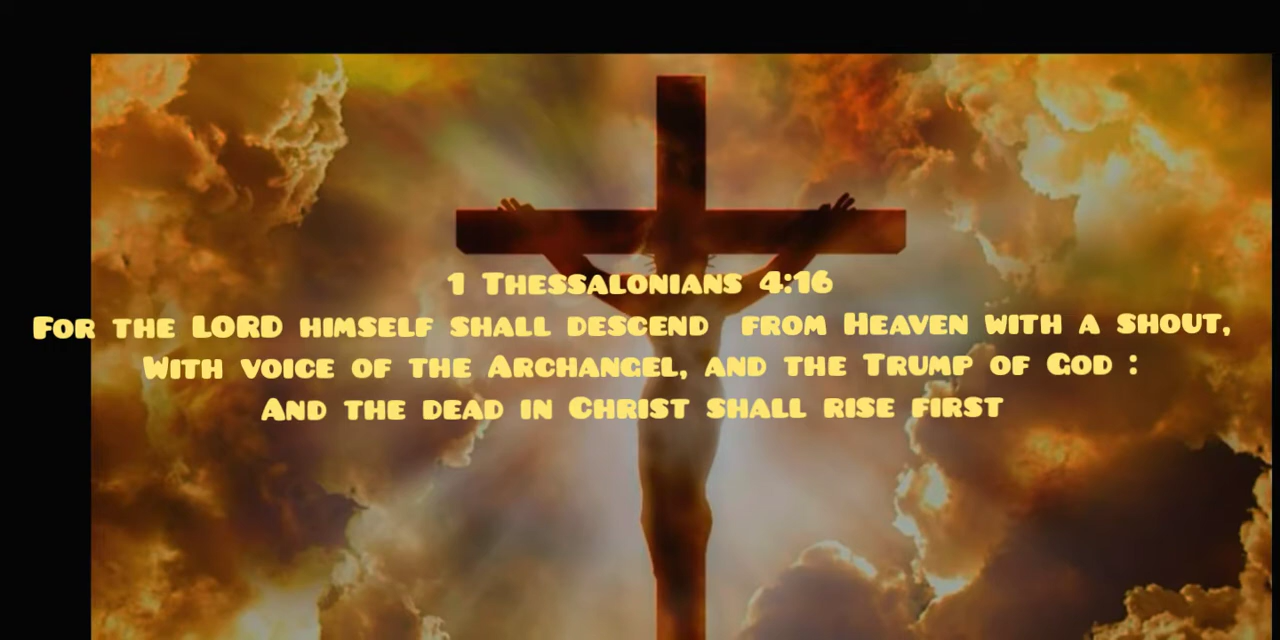 1 Thessalonians 4:16
For the LORD himself shall descend from Heaven with a shout,
With voice of the Archangel, and the Trump of God :
And the dead in Christ shall rise first